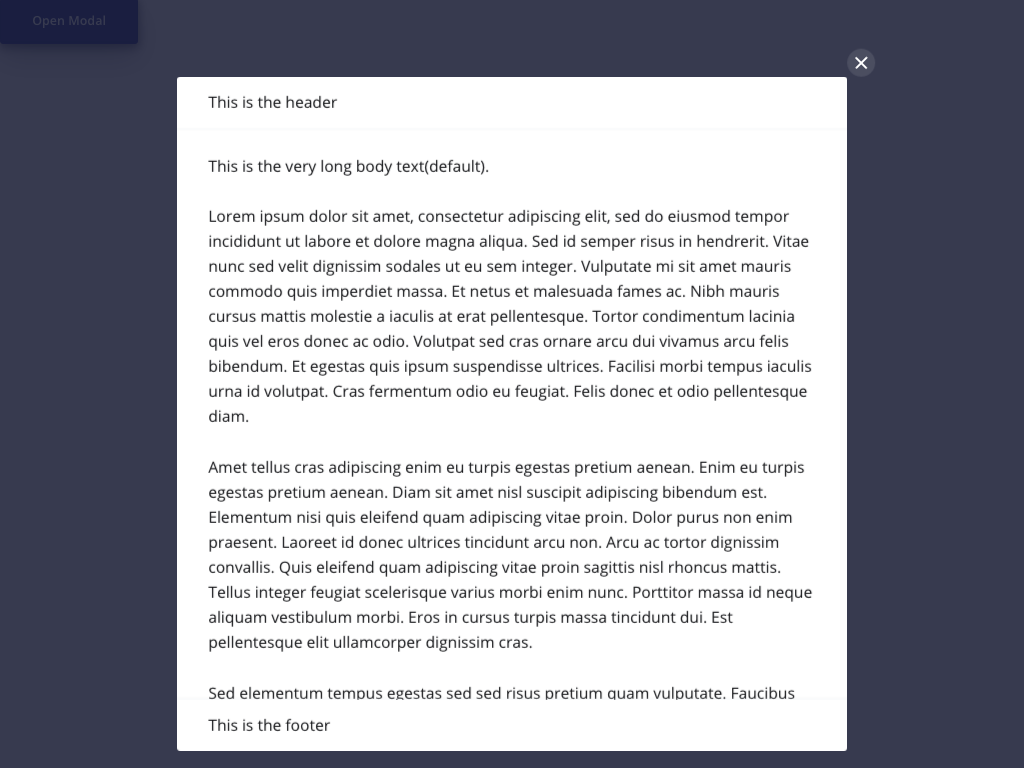 Open Modal
This is the header
This is the very long body text(default).
Lorem ipsum dolor sit amet, consectetur adipiscing elit, sed do eiusmod tempor
incididunt ut labore et dolore magna aliqua. Sed id semper risus in hendrerit. Vitae
nunc sed velit dignissim sodales ut eu sem integer. Vulputate mi sit amet mauris
commodo quis imperdiet massa. Et netus et malesuada fames ac. Nibh mauris
cursus mattis molestie a iaculis at erat pellentesque. Tortor condimentum lacinia
quis vel eros donec ac odio. Volutpat sed cras ornare arcu dui vivamus arcu felis
bibendum. Et egestas quis ipsum suspendisse ultrices. Facilisi morbi tempus iaculis
urna id volutpat. Cras fermentum odio eu feugiat. Felis donec et odio pellentesque
diam.
Amet tellus cras adipiscing enim eu turpis egestas pretium aenean. Enim eu turpis
egestas pretium aenean. Diam sit amet nisl suscipit adipiscing bibendum est.
Elementum nisi quis eleifend quam adipiscing vitae proin. Dolor purus non enim
praesent. Laoreet id donec ultrices tincidunt arcu non. Arcu ac tortor dignissim
convallis. Quis eleifend quam adipiscing vitae proin sagittis nisl rhoncus mattis.
Tellus integer feugiat scelerisque varius morbi enim nunc. Porttitor massa id neque
aliquam vestibulum morbi. Eros in cursus turpis massa tincidunt dui. Est
pellentesque elit ullamcorper dignissim cras.
Sed elementum tempus egestas sed sed risus pretium quam vulputate. Faucibus
This is the footer